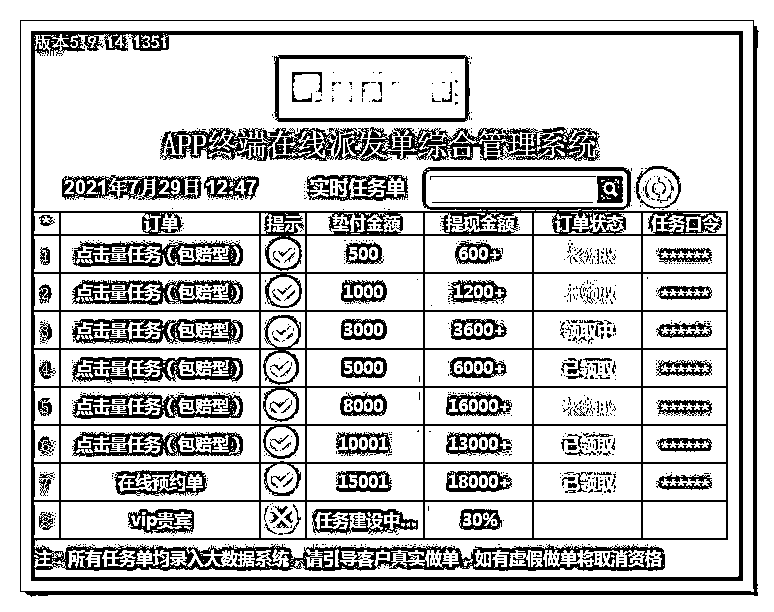 版本5.9.14.1351
APP终端在线派发单综合管理系统
2021年7月29日 12:47 实时任务单
订单 提示 垫付金额 提现金额 订单状态 任务口令
1 点击量任务(包赔型) 500 600+ ******
2 点击量任务(包赔型) 1000 1200+ ******
3 点击量任务(包赔型) 3000 3600+ 领取中 ******
4 点击量任务(包赔型) 5000 6000+ 已领取 ******
5 点击量任务(包赔型) 8000 16000+ ******
6 点击量任务(包赔型) 10001 13000+ 已领取 ******
7 在线预约单 15001 18000+ 已领取 ******
8 vip贵宾 任务建设中... 30%
注:所有任务单均录入大数据系统,请引导客户真实做单,如有虚假做单将取消资格